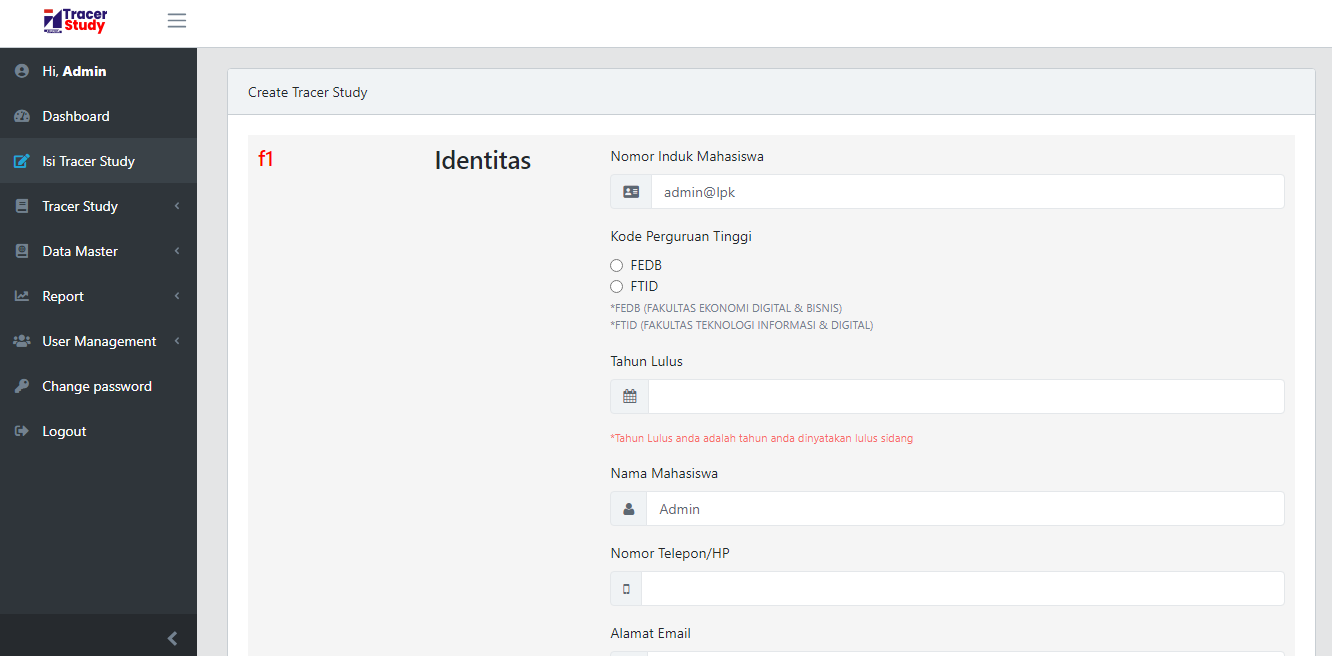 Tracer
Study
Hi, Admin
Dashboard
Isi Tracer Study
Tracer Study
Data Master
Report
User Management
Change password
Logout
Create Tracer Study
f1
Identitas
Nomor Induk Mahasiswa
admin@lpk
Kode Perguruan Tinggi
FEDB
FTID
*FEDB (FAKULTAS EKONOMI DIGITAL & BISNIS)
*FTID (FAKULTAS TEKNOLOGI INFORMASI & DIGITAL)
Tahun Lulus
*Tahun Lulus anda adalah tahun anda dinyatakan lulus sidang
Nama Mahasiswa
Admin
Nomor Telepon/HP
Alamat Email